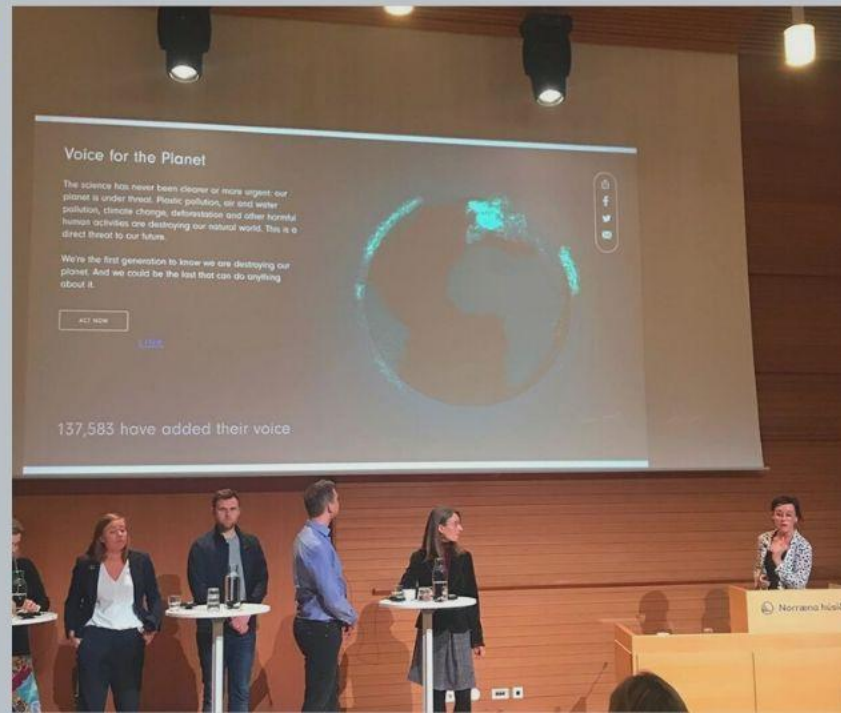 Voice for the Planet
The science has never been clearer or more urgent: our
planet is under threat. Plastic pollution, air and water
pollution, climate change, deforestation and other harmful
human activities are destroying our natural world. This is a
direct threat to our future.
We're the first generation to know we are destroying our
planet. And we could be the last that can do anything
about it.
ACT NOW
LINK
137,583 have added their voice
Norræna húsið